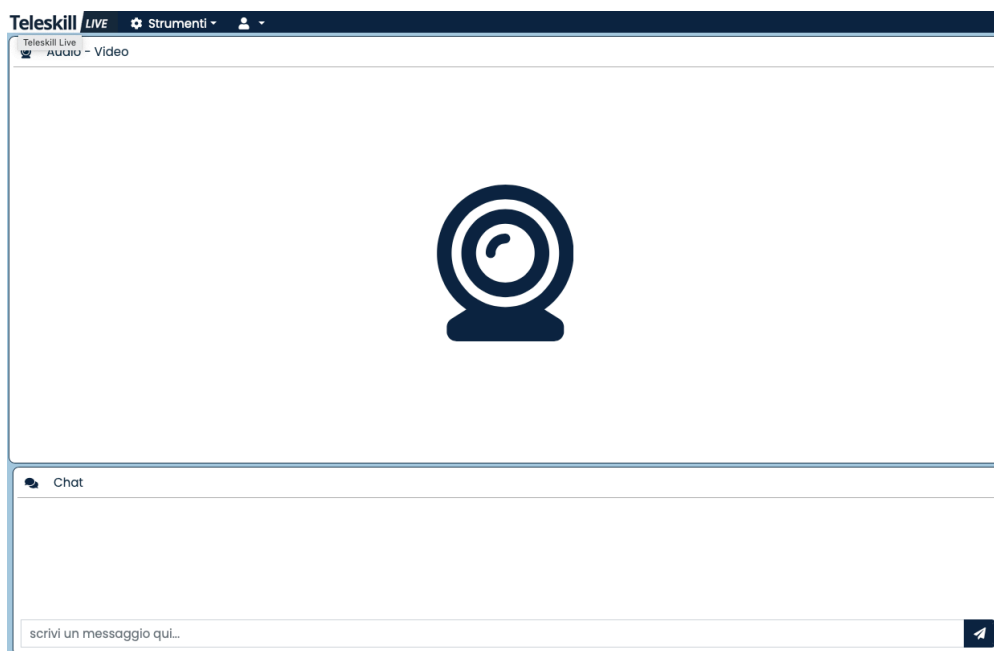 Teleskill LIVE Strumenti
Teleskill Live
Audio - Video
Chat
scrivi un messaggio qui...